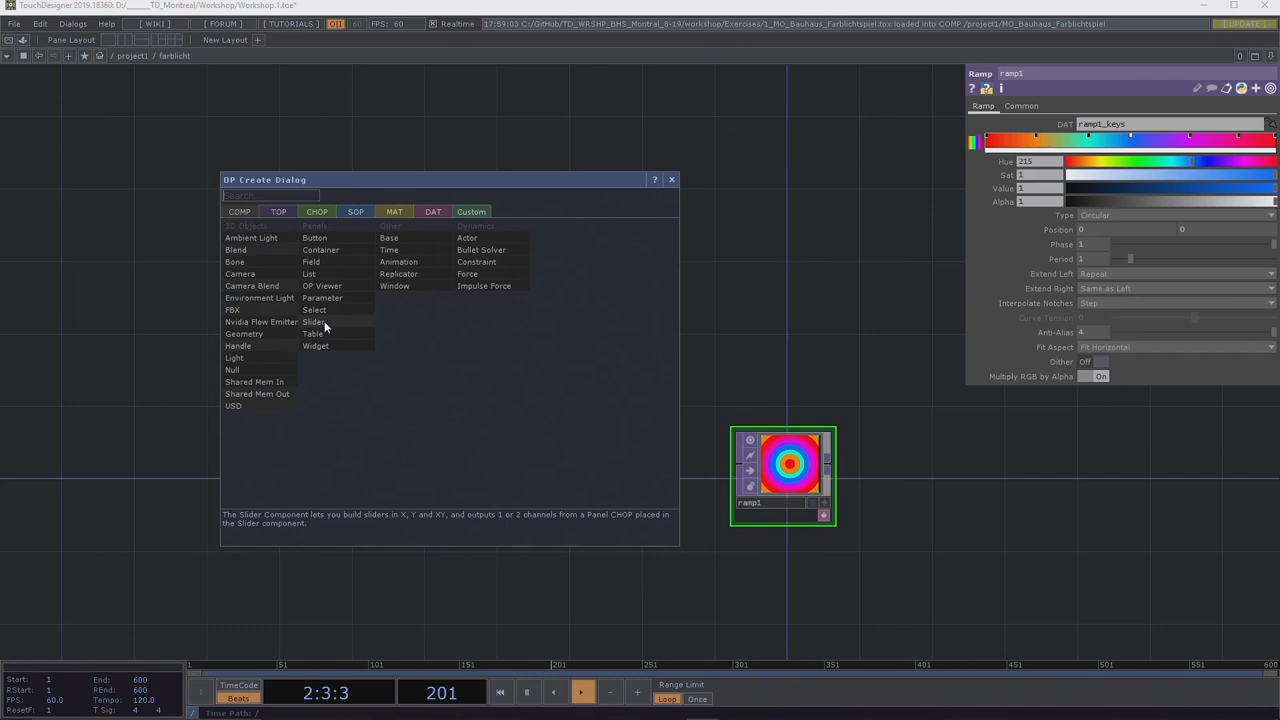 TouchDesigner 2019.18360: D:/_____TD_Montreal/Workshop/Workshop.1.toe*
File Edit Dialogs Help [ WIKI ] [ FORUM ] [ TUTORIALS ] O|I FPS: 60 Realtime 17:59:03 C:/GitHub/TD_WRSHP_BHS_Montral_8-19/workshop/Exercises/1_MO_Bauhaus_Farblichtspiel.tox loaded into COMP /project1/MO_Bauhaus_Farblichtspiel [ UPDATE ]
Pane Layout New Layout +
/ project1 / farblicht
Ramp ramp1
Ramp Common
DAT ramp1_keys
Hue 215
Sat 1
Value 1
Alpha 1
Type Circular
Position 0 0
Phase 1
Period 1
Extend Left Repeat
Extend Right Same as Left
Interpolate Notches Step
Curve Tension 0
Anti-Alias 4
Fit Aspect Fit Horizontal
Dither Off
Multiply RGB by Alpha On
OP Create Dialog ? x
Search
COMP TOP CHOP SOP MAT DAT Custom
3D Objects Panels Other Dynamics
Ambient Light Button Base Actor
Blend Container Time Bullet Solver
Bone Field Animation Constraint
Camera List Replicator Force
Camera Blend OP Viewer Window Impulse Force
Environment Light Parameter
FBX Select
Nvidia Flow Emitter Slider
Geometry Table
Handle Widget
Light
Null
Shared Mem In
Shared Mem Out
USD
The Slider Component lets you build sliders in X, Y and XY, and outputs 1 or 2 channels from a Panel CHOP placed in
the Slider component.
ramp1
1 51 101 151 201 251 301 351 401 451 501 551 600
Start: 1 End: 600
RStart: 1 REnd: 600
FPS: 60.0 Tempo: 120.0
ResetF: 1 T Sig: 4 4
TimeCode
Beats
2:3:3 201
Range Limit
Loop Once
/ Time Path: /